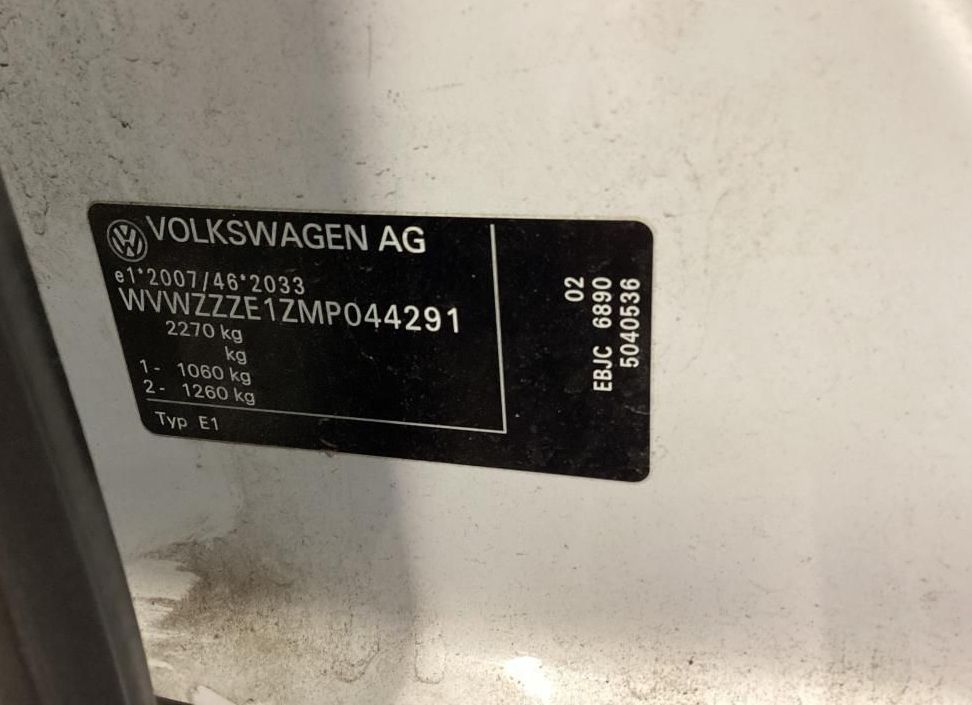 VOLKSWAGEN AG
e1*2007/46*2033
WVWZZZE1ZMP044291
2270 kg
kg
1- 1060 kg
2- 1260 kg
Typ E1
02
EBJC 6890
5040536